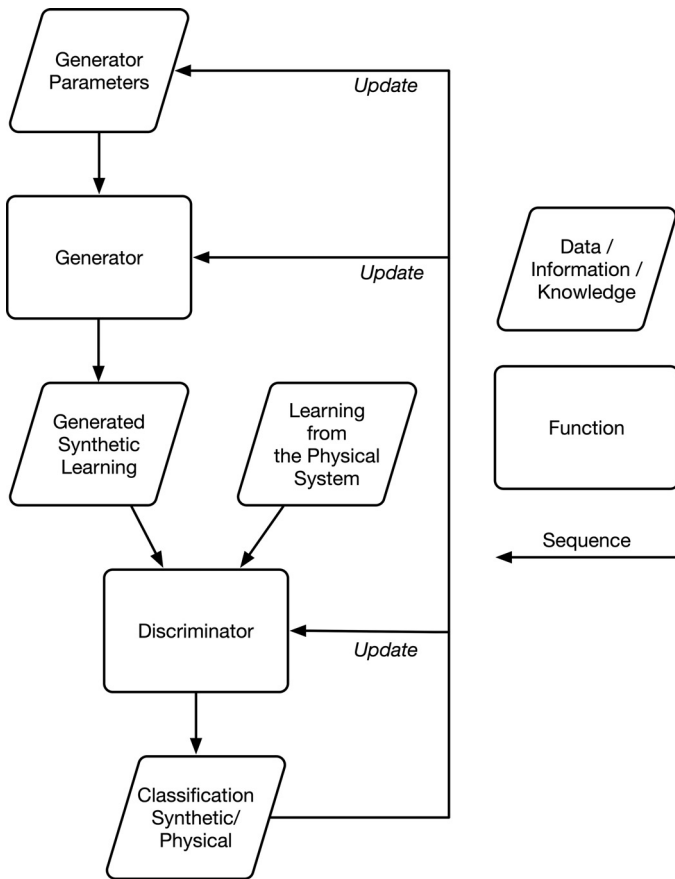 Generator
Parameters
Update
Generator
Update
Data /
Information /
Knowledge
Generated
Synthetic
Learning
Learning
from
the Physical
System
Function
Sequence
Discriminator
Update
Classification
Synthetic/
Physical